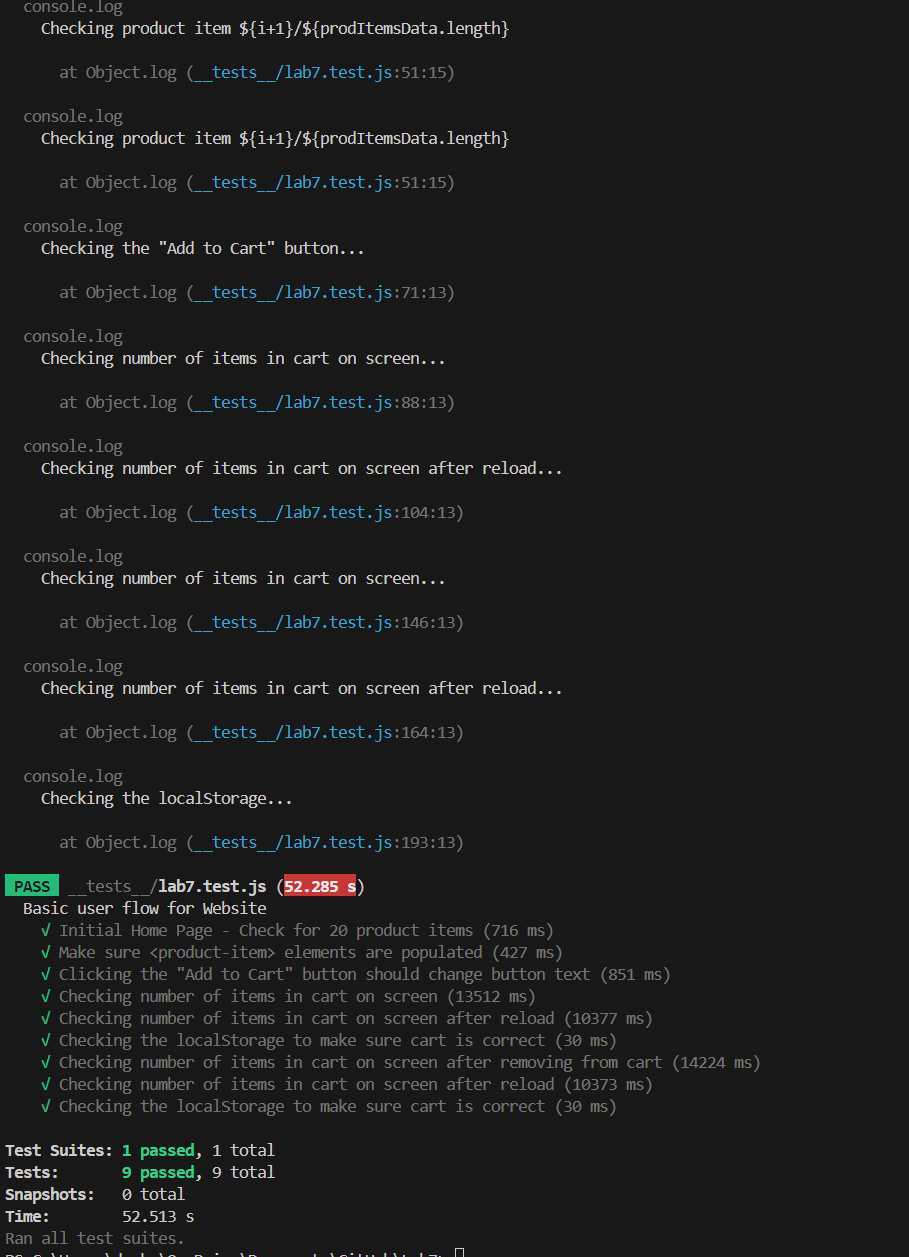 console.log
Checking product item ${i+1}/${prodItemsData.length}
at Object.log (__tests__/lab7.test.js:51:15)
console.log
Checking product item ${i+1}/${prodItemsData.length}
at Object.log (__tests__/lab7.test.js:51:15)
console.log
Checking the "Add to Cart" button...
at Object.log (__tests__/lab7.test.js:71:13)
console.log
Checking number of items in cart on screen...
at Object.log (__tests__/lab7.test.js:88:13)
console.log
Checking number of items in cart on screen after reload...
at Object.log (__tests__/lab7.test.js:104:13)
console.log
Checking number of items in cart on screen...
at Object.log (__tests__/lab7.test.js:146:13)
console.log
Checking number of items in cart on screen after reload...
at Object.log (__tests__/lab7.test.js:164:13)
console.log
Checking the localStorage...
at Object.log (__tests__/lab7.test.js:193:13)
PASS __tests__/lab7.test.js (52.285 s)
Basic user flow for Website
√ Initial Home Page - Check for 20 product items (716 ms)
√ Make sure <product-item> elements are populated (427 ms)
√ Clicking the "Add to Cart" button should change button text (851 ms)
√ Checking number of items in cart on screen (13512 ms)
√ Checking number of items in cart on screen after reload (10377 ms)
√ Checking the localStorage to make sure cart is correct (30 ms)
√ Checking number of items in cart on screen after removing from cart (14224 ms)
√ Checking number of items in cart on screen after reload (10373 ms)
√ Checking the localStorage to make sure cart is correct (30 ms)
Test Suites: 1 passed, 1 total
Tests: 9 passed, 9 total
Snapshots: 0 total
Time: 52.513 s
Ran all test suites.